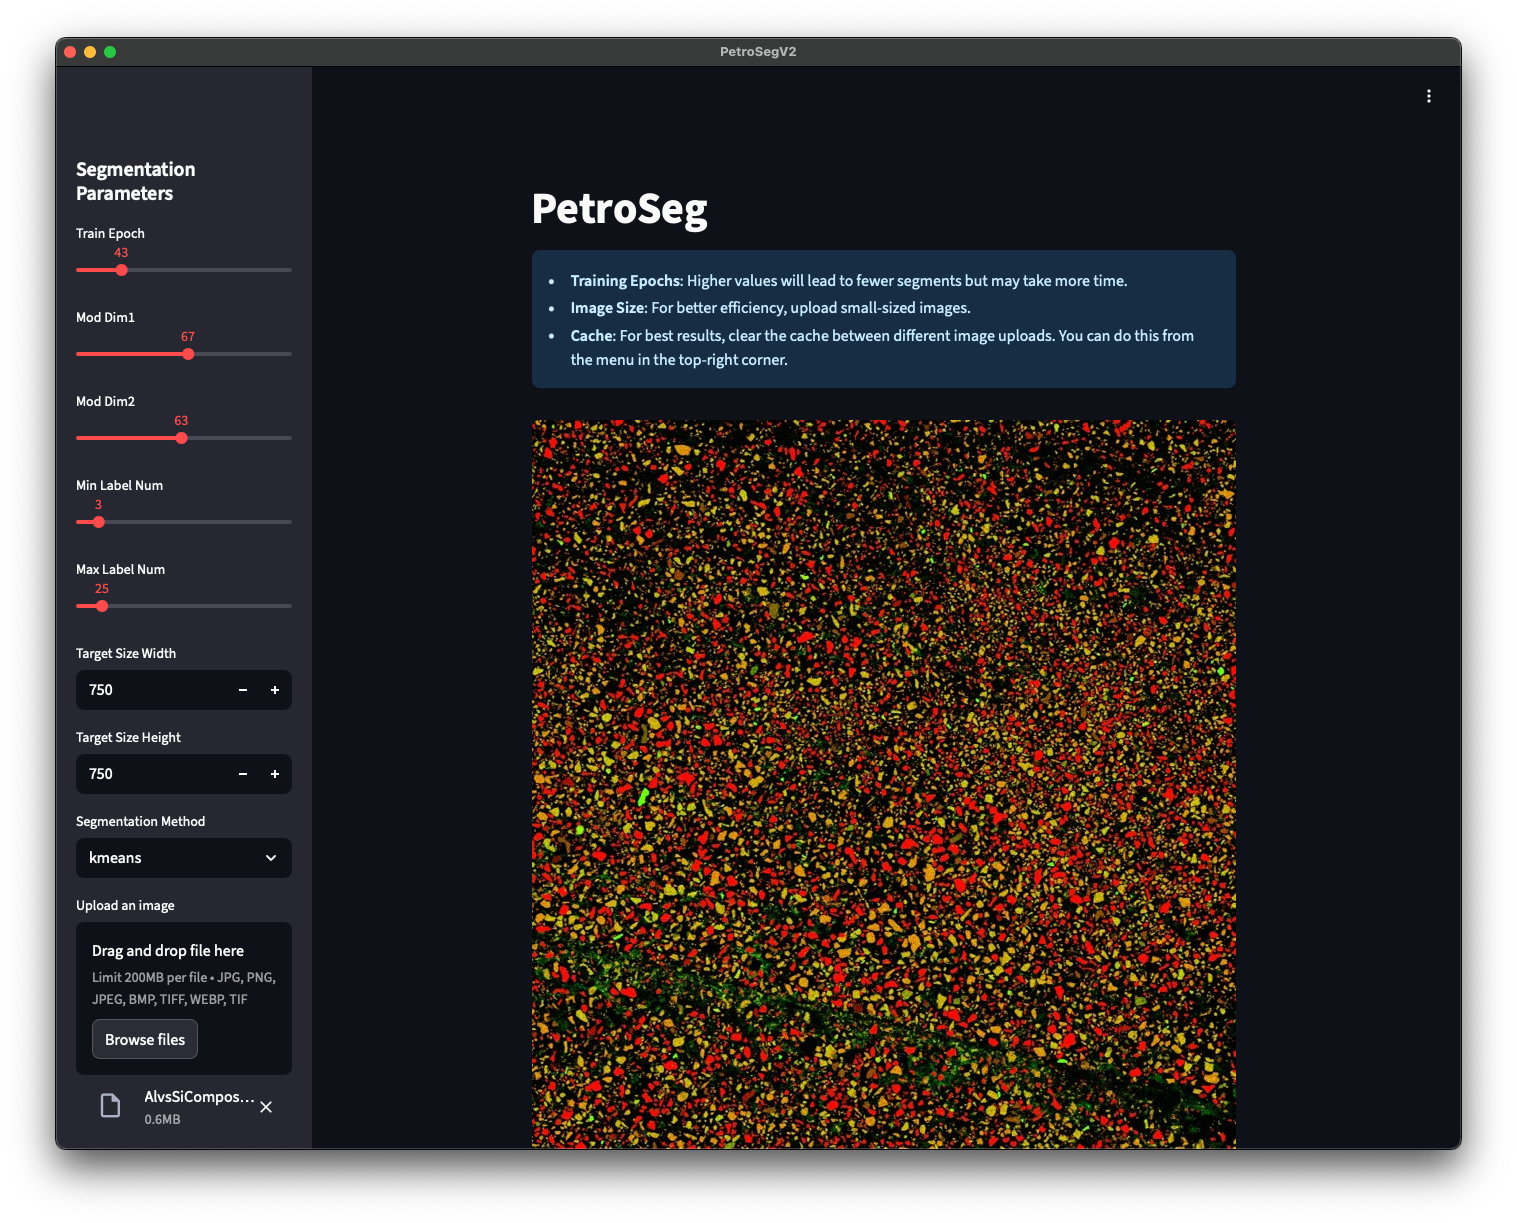 PetroSegV2
Segmentation
Parameters
Train Epoch
43
Mod Dim1
67
Mod Dim2
63
Min Label Num
3
Max Label Num
25
Target Size Width
750
Target Size Height
750
Segmentation Method
kmeans
Upload an image
Drag and drop file here
Limit 200MB per file • JPG, PNG,
JPEG, BMP, TIFF, WEBP, TIF
Browse files
AlvsSiCompos...
0.6MB
PetroSeg
• Training Epochs: Higher values will lead to fewer segments but may take more time.
• Image Size: For better efficiency, upload small-sized images.
• Cache: For best results, clear the cache between different image uploads. You can do this from
the menu in the top-right corner.